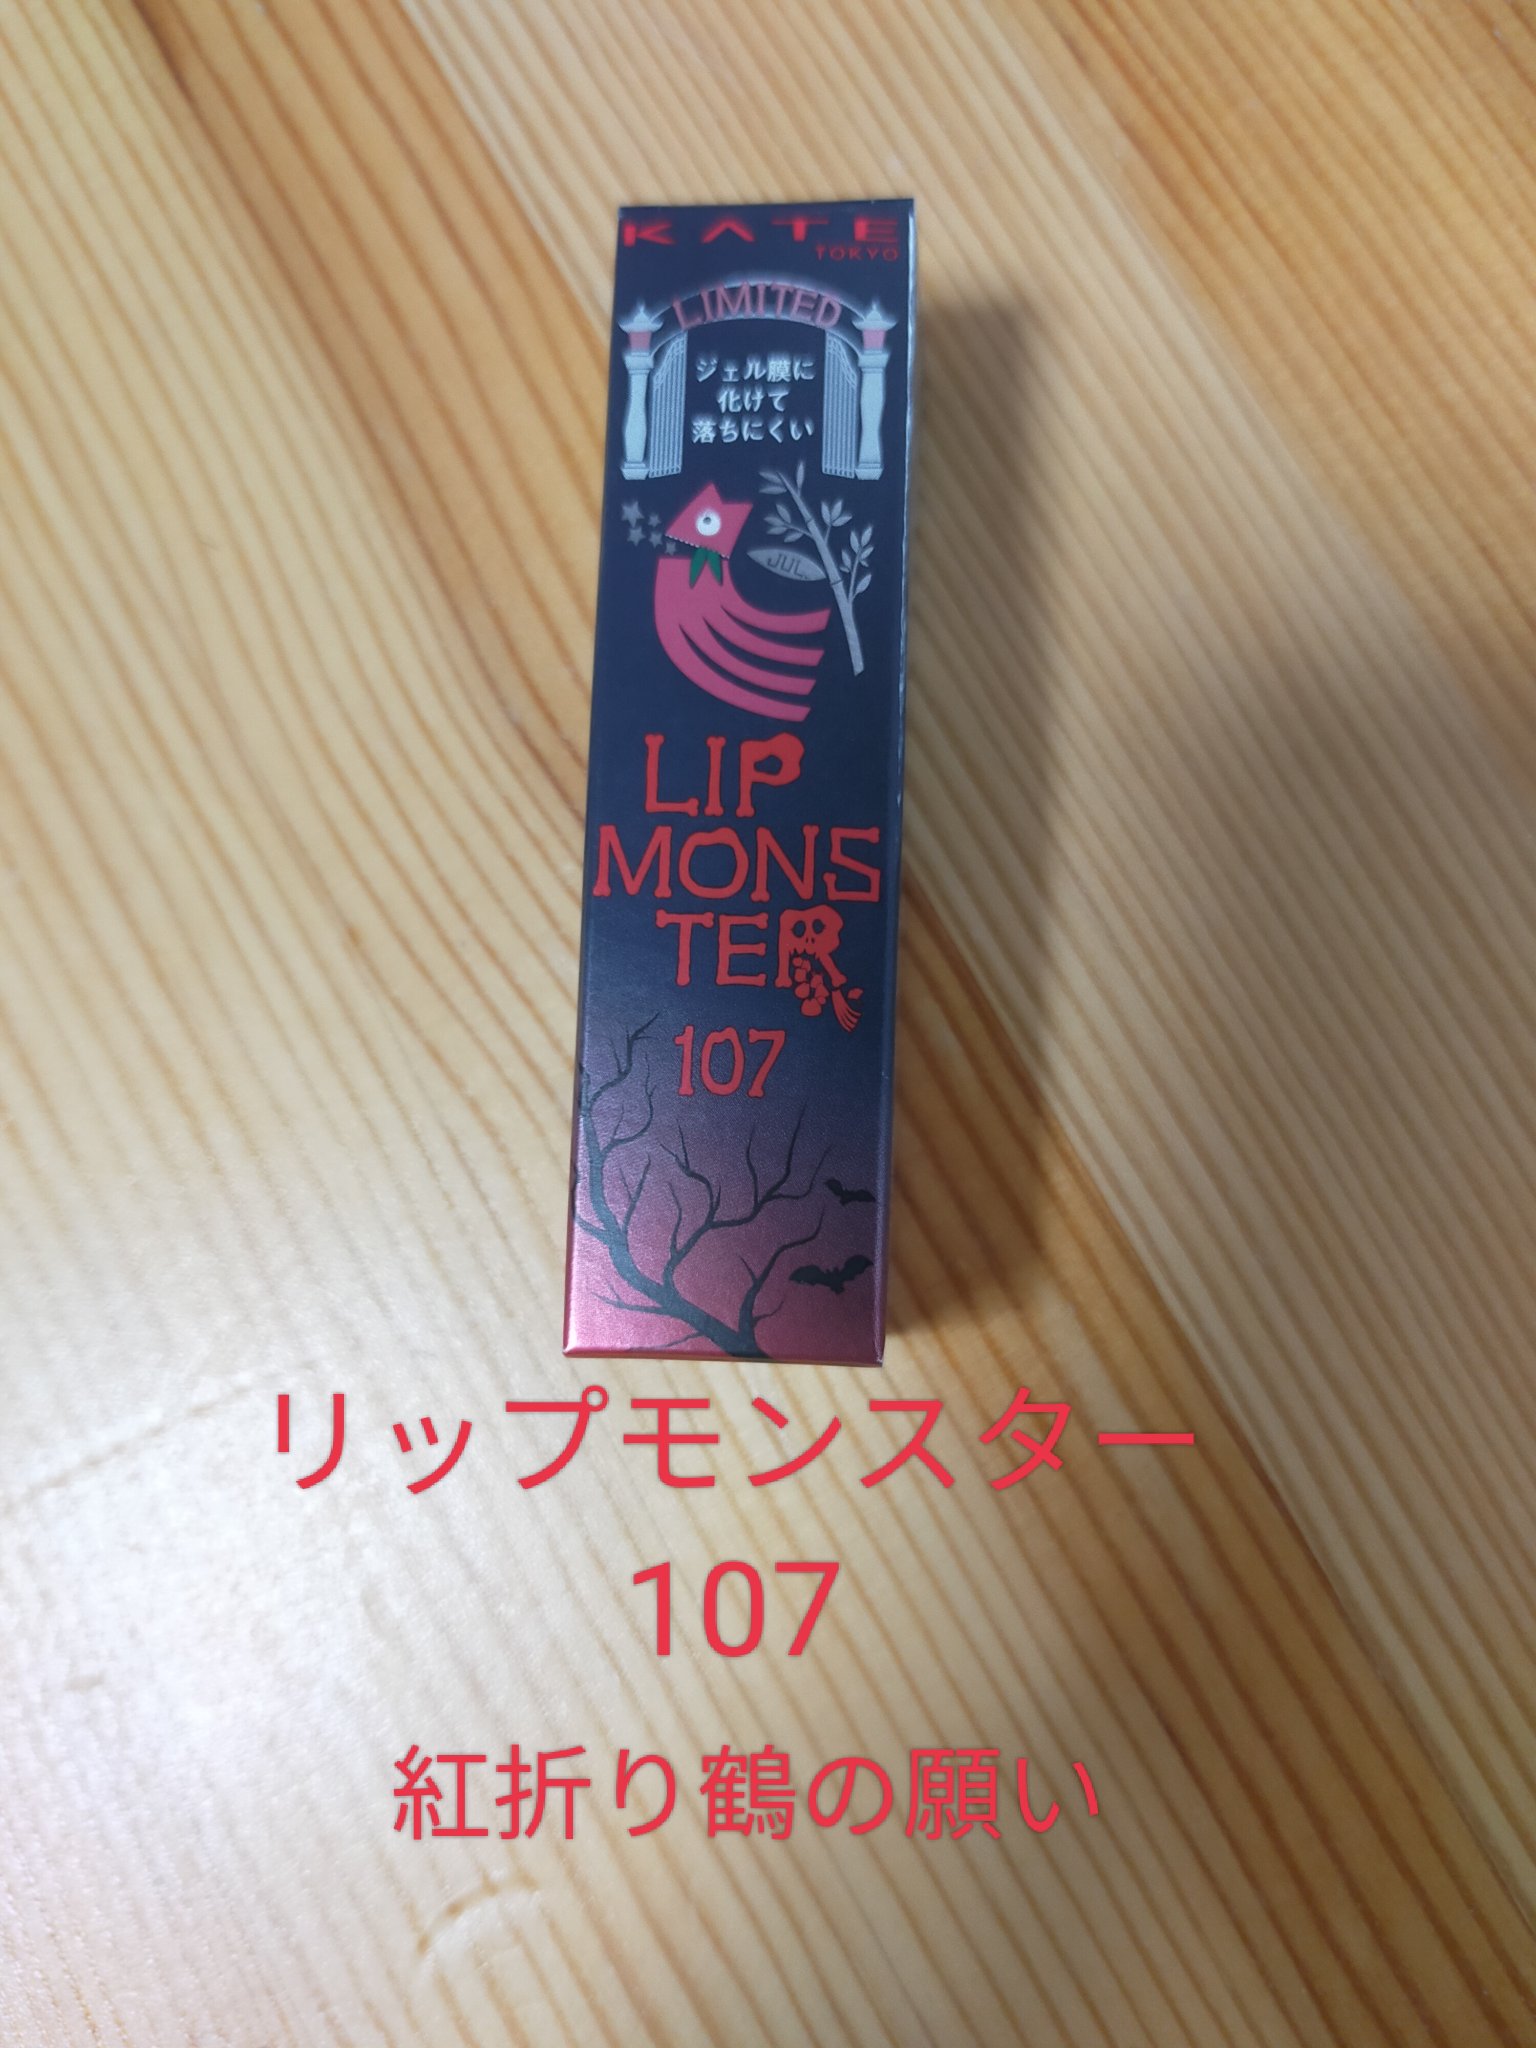 KATE
TOKYO
LIMITED
ジェル膜に
化けて
落ちにくい
JUL.
LIP
MONS
TER
107
リップモンスター
107
紅折り鶴の願い